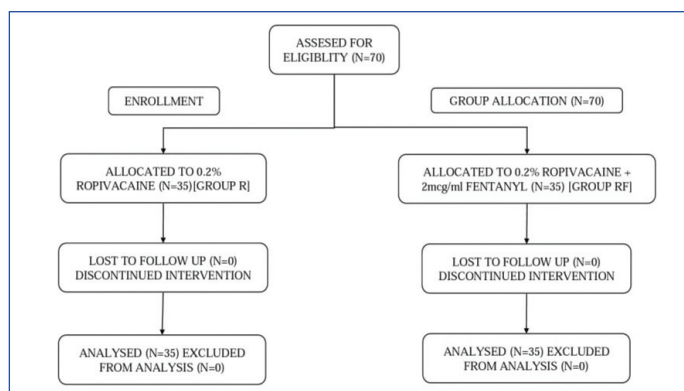 ASSESED FOR
ELIGIBLITY (N=70)
ENROLLMENT
GROUP ALLOCATION (N=70)
ALLOCATED TO 0.2%
ROPIVACAINE (N=35)[GROUP R]
ALLOCATED TO 0.2% ROPIVACAINE +
2mcg/ml FENTANYL (N=35) [GROUP RF]
LOST TO FOLLOW UP (N=0)
DISCONTINUED INTERVENTION
LOST TO FOLLOW UP (N=0)
DISCONTINUED INTERVENTION
ANALYSED (N=35) EXCLUDED
FROM ANALYSIS (N=0)
ANALYSED (N=35) EXCLUDED
FROM ANALYSIS (N=0)